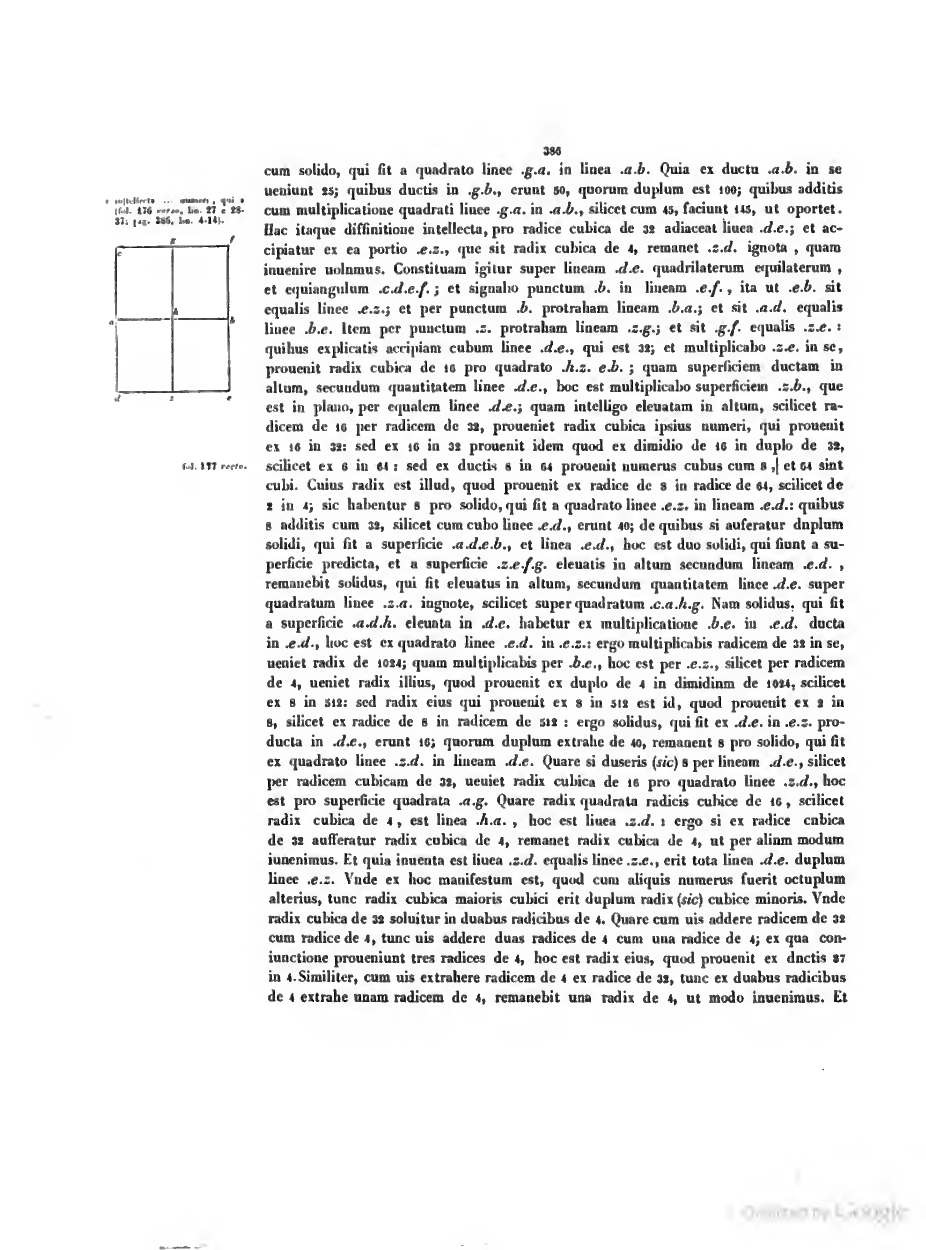 386
cum solido, qui fit a quadrato linee .g.a. in linea .a.b. Quia ex ductu .a.b. in se
ueniunt 25; quibus ductis in .g.b., erunt 50, quorum duplum est 100; quibus additis
cum multiplicatione quadrati linee .g.a. in .a.b., silicet cum 45, faciunt 145, ut oportet.
Hac itaque diffinitione intellecta, pro radice cubica de 32 adiaceat linea .d.e.; et ac-
cipiatur ex ea portio .e.z., que sit radix cubica de 4, remanet .z.d. ignota , quam
inuenire uolumus. Constituam igitur super lineam .d.e. quadrilaterum equilaterum ,
et equiangulum .c.d.e.f. ; et signabo punctum .b. in lineam .e.f. , ita ut .e.b. sit
equalis linee .e.z.; et per punctum .b. protraham lineam .b.a.; et sit .a.d. equalis
linee .b.e. Item per punctum .z. protraham lineam .z.g.; et sit .g.f. equalis .z.e. :
quibus explicatis accipiam cubum linee .d.e., qui est 32; et multiplicabo .z.e. in se,
prouenit radix cubica de 16 pro quadrato .h.z. e.b. ; quam superficiem ductam in
altum, secundum quantitatem linee .d.e., hoc est multiplicabo superficiem .z.b., que
est in plano, per equalem linee .d.e.; quam intelligo eleuatam in altum, scilicet ra-
dicem de 16 per radicem de 32, proueniet radix cubica ipsius numeri, qui prouenit
ex 16 in 32: sed ex 16 in 32 prouenit idem quod ex dimidio de 16 in duplo de 32,
scilicet ex 8 in 64 : sed ex ductis 8 in 64 prouenit numerus cubus cum 8 ,| et 64 sint
cubi. Cuius radix est illud, quod prouenit ex radice de 8 in radice de 64, scilicet de
2 in 4; sic habentur 8 pro solido, qui fit a quadrato linee .e.z. in lineam .e.d.: quibus
8 additis cum 32, silicet cum cubo linee .e.d., erunt 40; de quibus si auferatur duplum
solidi, qui fit a superficie .a.d.e.b., et linea .e.d., hoc est duo solidi, qui fiunt a su-
perficie predicta, et a superficie .z.e.f.g. eleuatis in altum secundum lineam .e.d. ,
remanebit solidus, qui fit eleuatus in altum, secundum quantitatem linee .d.e. super
quadratum linee .z.a. ingnote, scilicet super quadratum .c.a.h.g. Nam solidus, qui fit
a superficie .a.d.h. eleuata in .d.e. habetur ex multiplicatione .b.e. in .e.d. ducta
in .e.d., hoc est ex quadrato linee .e.d. in .e.z.: ergo multiplicabis radicem de 32 in se,
ueniet radix de 1024; quam multiplicabis per .b.e., hoc est per .e.z., silicet per radicem
de 4, ueniet radix illius, quod prouenit ex duplo de 4 in dimidium de 1024, scilicet
ex 8 in 512: sed radix eius qui prouenit ex 8 in 512 est id, quod prouenit ex 2 in
8, silicet ex radice de 8 in radicem de 512 : ergo solidus, qui fit ex .d.e. in .e.z. pro-
ducta in .d.e., erunt 16; quorum duplum extrahe de 40, remanent 8 pro solido, qui fit
ex quadrato linee .z.d. in lineam .d.e. Quare si duseris (sic) 8 per lineam .d.e., silicet
per radicem cubicam de 32, ueniet radix cubica de 16 pro quadrato linee .z.d., hoc
est pro superficie quadrata .a.g. Quare radix quadrata radicis cubice de 16 , scilicet
radix cubica de 4 , est linea .h.a. , hoc est linea .z.d. : ergo si ex radice cubica
de 32 aufferatur radix cubica de 4, remanet radix cubica de 4, ut per alium modum
inuenimus. Et quia inuenta est linea .z.d. equalis linee .z.e., erit tota linea .d.e. duplum
linee .e.z. Vnde ex hoc manifestum est, quod cum aliquis numerus fuerit octuplum
alterius, tunc radix cubica maioris cubici erit duplum radix (sic) cubice minoris. Vnde
radix cubica de 32 soluitur in duabus radicibus de 4. Quare cum uis addere radicem de 32
cum radice de 4, tunc uis addere duas radices de 4 cum una radice de 4; ex qua con-
iunctione proueniunt tres radices de 4, hoc est radix eius, quod prouenit ex ductis 27
in 4. Similiter, cum uis extrahere radicem de 4 ex radice de 32, tunc ex duabus radicibus
de 4 extrahe unam radicem de 4, remanebit una radix de 4, ut modo inuenimus. Et
« intellecta ... numeri , qui »
(fol. 176 verso, lin. 27 e 28-
37; pag. 386, lin. 4-14).
g f
c
h
a b
d z e
fol. 177 recto.
Digitized by Google